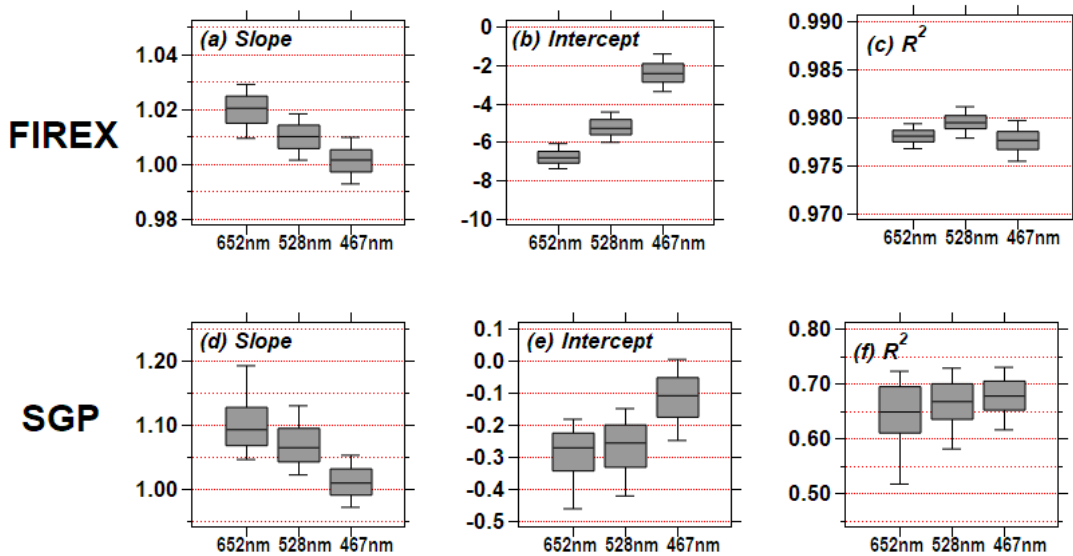 FIREX
(a) Slope
1.04
1.02
1.00
0.98
652nm 528nm 467nm
(b) Intercept
0
-2
-4
-6
-8
-10
652nm 528nm 467nm
(c) R²
0.990
0.985
0.980
0.975
0.970
652nm 528nm 467nm
SGP
(d) Slope
1.20
1.10
1.00
652nm 528nm 467nm
(e) Intercept
0.1
0.0
-0.1
-0.2
-0.3
-0.4
-0.5
652nm 528nm 467nm
(f) R²
0.80
0.70
0.60
0.50
652nm 528nm 467nm